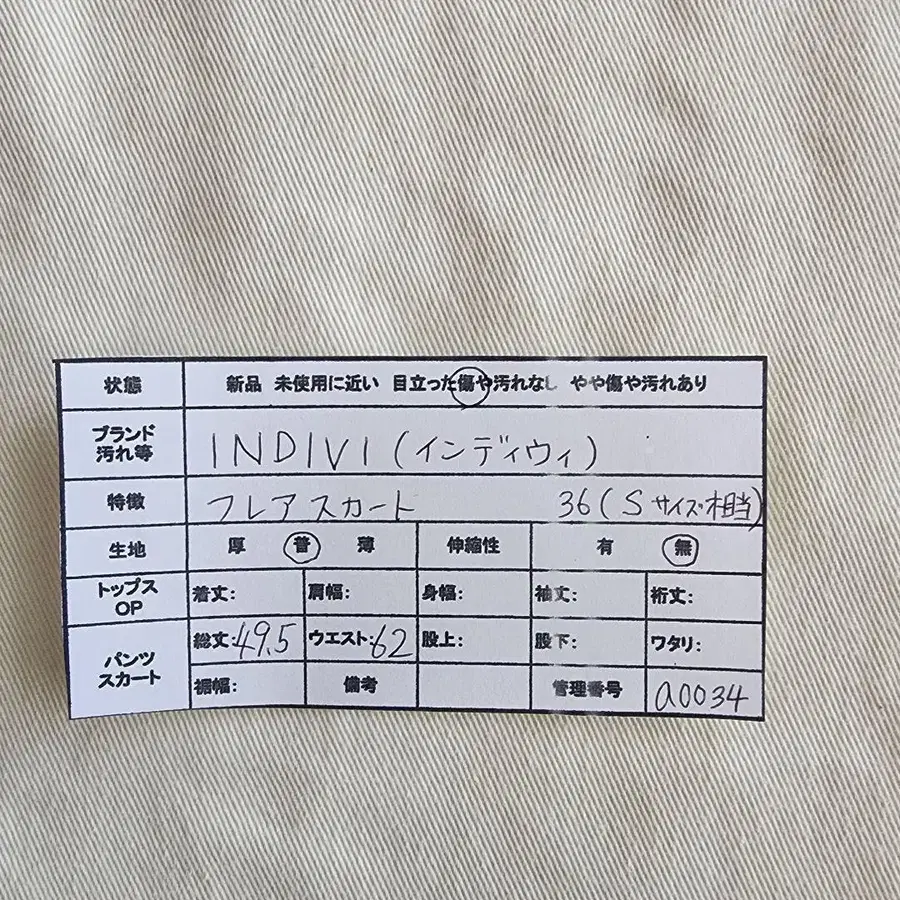 状態 新品 未使用に近い 目立った傷や汚れなし やや傷や汚れあり
ブランド
汚れ等 INDIVI(インディヴィ)
特徴 フレアスカート 36(Sサイズ相当)
生地 厚 普 薄 伸縮性 有 無
トップス
OP 着丈: 肩幅: 身幅: 袖丈: 裄丈:
パンツ
スカート 総丈:49.5 ウエスト:62 股上: 股下: ワタリ:
裾幅: 備考 管理番号 a0034